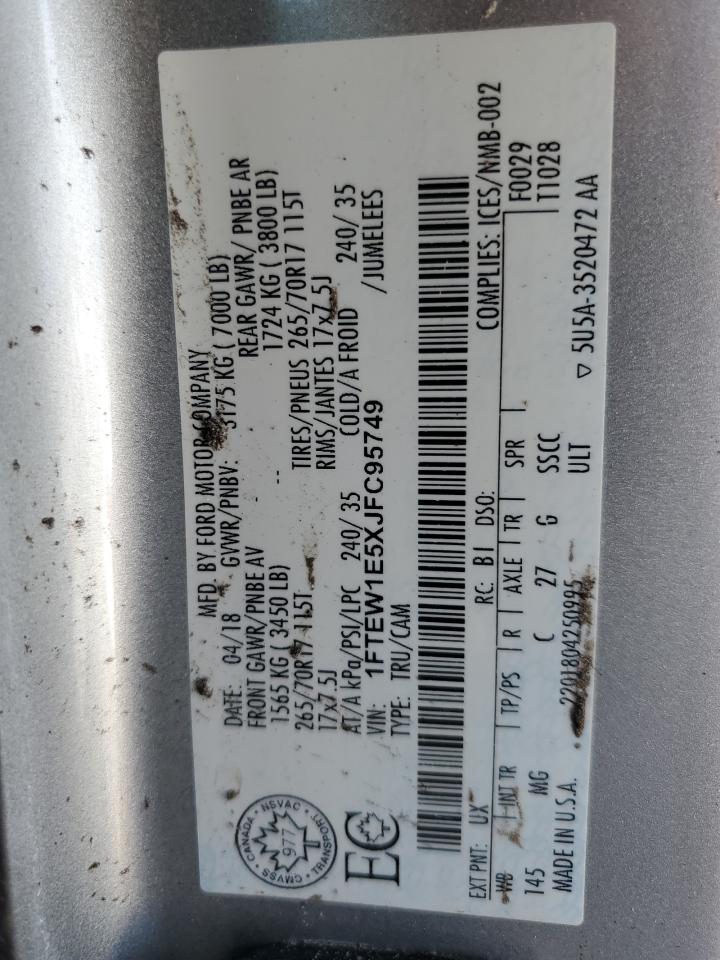 MFD. BY FORD MOTOR COMPANY
DATE: 04/18 GVWR/PNBV: 3175 KG ( 7000 LB)
FRONT GAWR/PNBE AV REAR GAWR/ PNBE AR
1565 KG ( 3450 LB) -- 1724 KG ( 3800 LB)
265/70R17 115T TIRES/PNEUS 265/70R17 115T
17x7.5J RIMS/JANTES 17x7.5J
AT/A kPa/PSI/LPC 240/ 35 COLD/A FROID 240/ 35
VIN: 1FTEW1E5XJFC95749 /JUMELEES
TYPE: TRU/CAM
CANADA · NSVAC · TRANSPORT · CMVSS
977
EC
COMPLIES: ICES/NMB-002
EXT PNT: UX RC: BI DSO: F0029
WB INT TR TP/PS R AXLE TR SPR T1028
145 MG C 27 G SSCC
ULT
MADE IN U.S.A. 2201804250995 ▽ 5U5A-3520472 AA